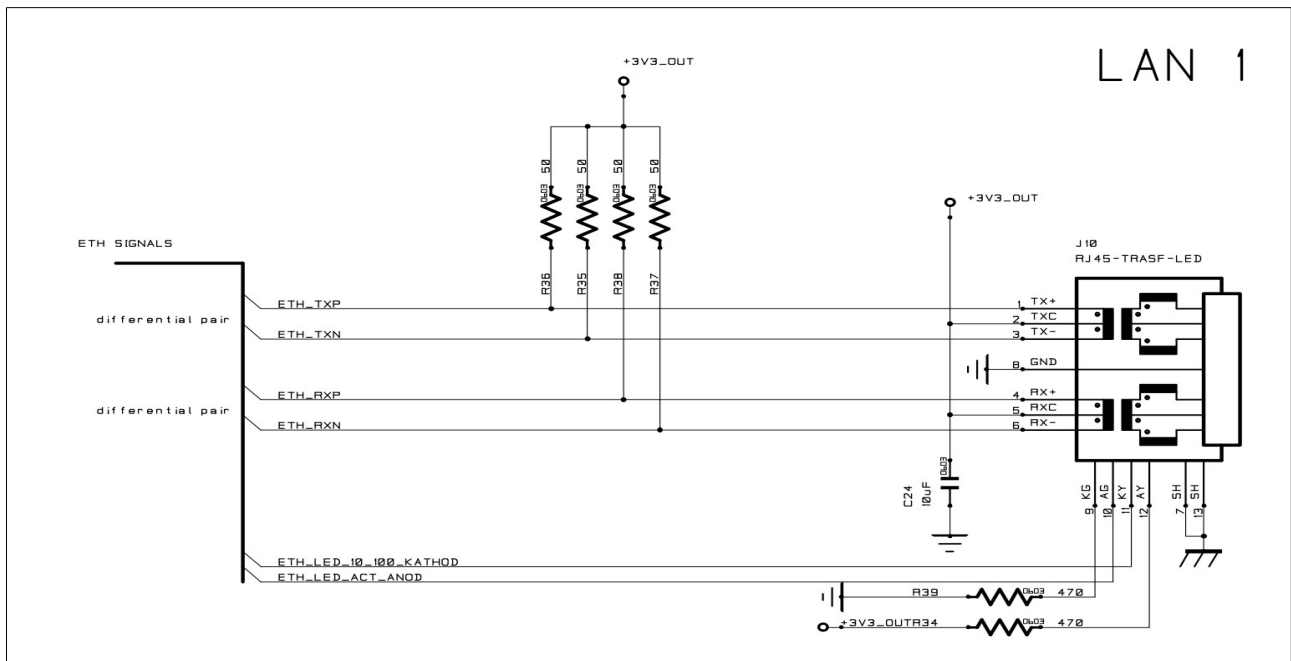 LAN 1
+3V3_OUT
50 50 50 50
0603 0603 0603 0603
R36 R35 R38 R37
+3V3_OUT
J10
RJ45-TRASF-LED
ETH SIGNALS
ETH_TXP
1 TX+
differential pair
2 TXC
ETH_TXN
3 TX-
8 GND
ETH_RXP
4 RX+
differential pair
5 RXC
ETH_RXN
6 RX-
C24
10uF
0603
KG AG KY AY SH SH
9 10 11 12 7 13
ETH_LED_10_100_KATHOD
ETH_LED_ACT_ANOD
R39 0603 470
+3V3_OUT R34 0603 470